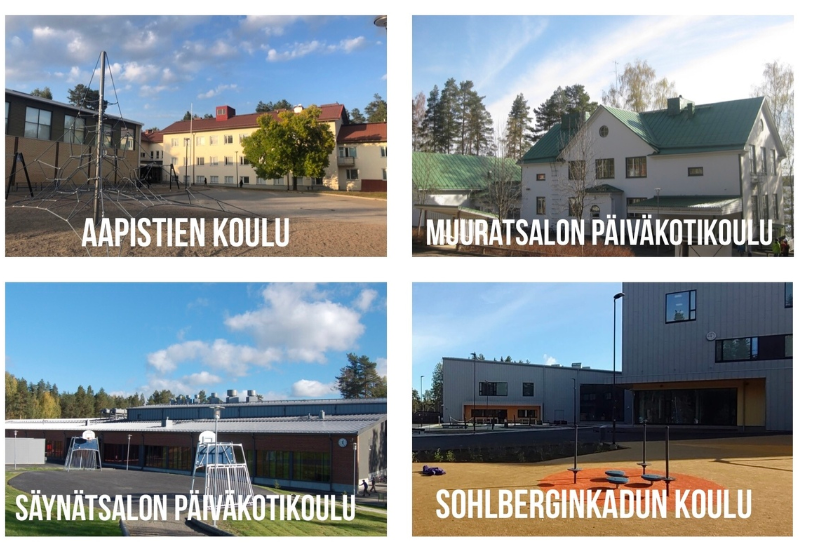 AAPISTIEN KOULU
MUURATSALON PÄIVÄKOTIKOULU
SÄYNÄTSALON PÄIVÄKOTIKOULU
SOHLBERGINKADUN KOULU